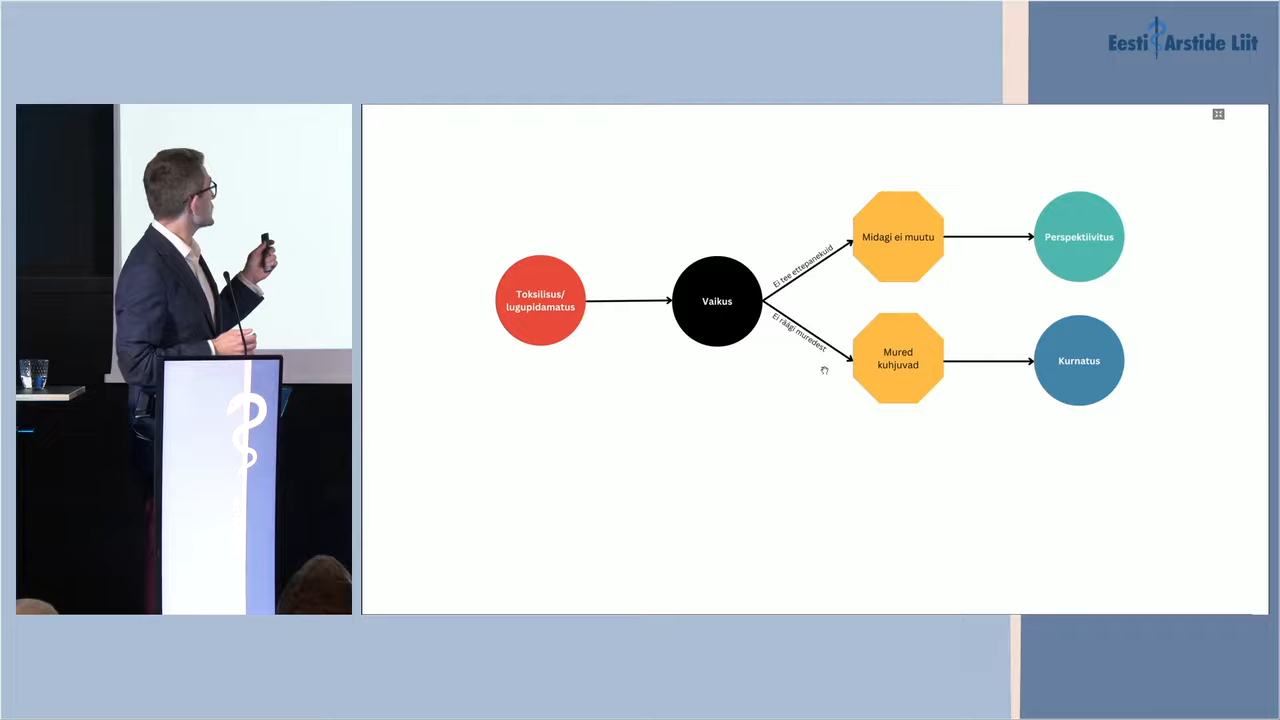 Eesti Arstide Liit
Toksilisus/
lugupidamatus
Vaikus
Ei tee ettepanekuid
Ei räägi muredest
Midagi ei muutu
Mured
kuhjuvad
Perspektiivitus
Kurnatus